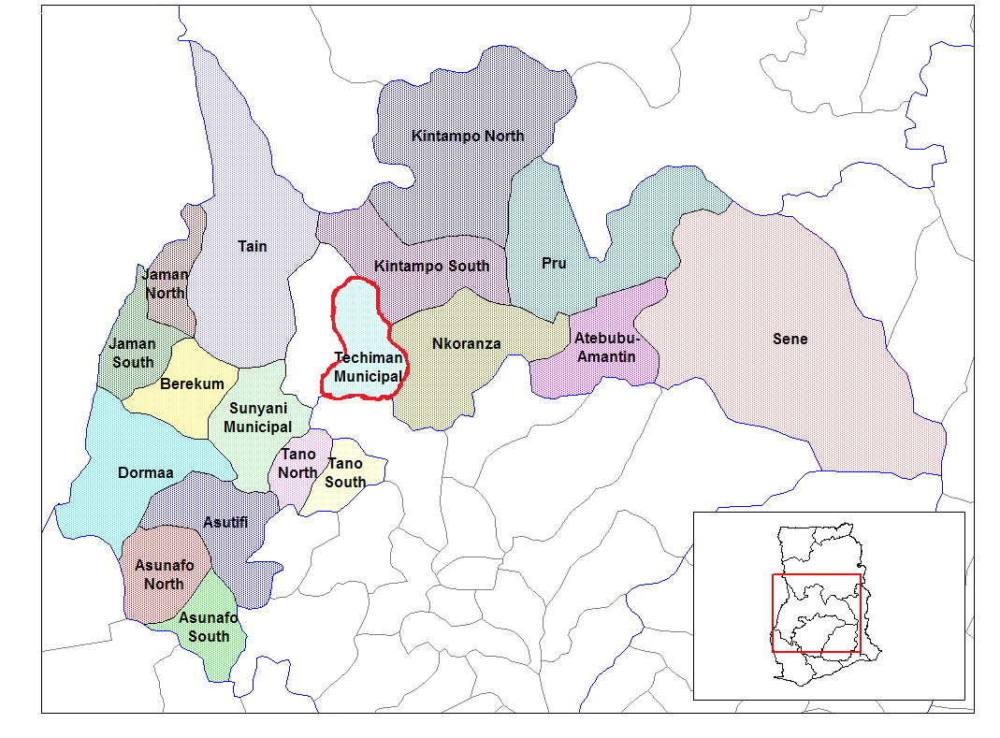 Kintampo North
Tain
Kintampo South
Pru
Jaman
North
Jaman
South
Berekum
Techiman
Municipal
Nkoranza
Atebubu-
Amantin
Sene
Sunyani
Municipal
Dormaa
Tano
North
Tano
South
Asutifi
Asunafo
North
Asunafo
South